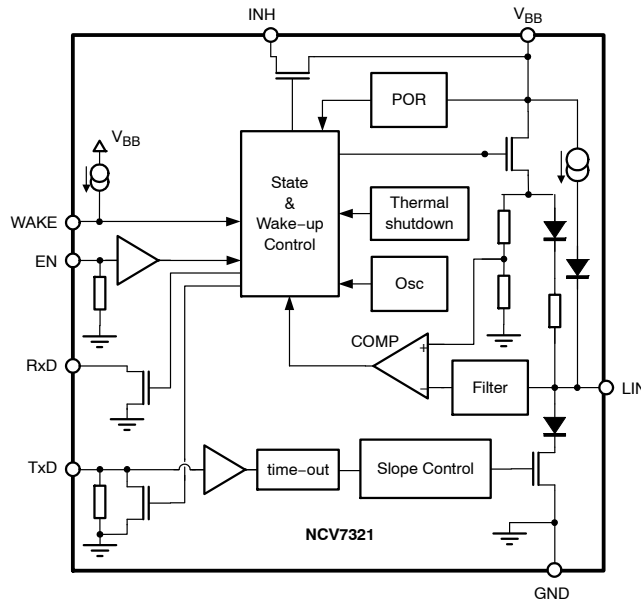 INH
VBB
POR
VBB
State
&
Wake-up
Control
Thermal
shutdown
WAKE
EN
Osc
COMP
+
−
RxD
Filter
LIN
TxD
time-out
Slope Control
NCV7321
GND